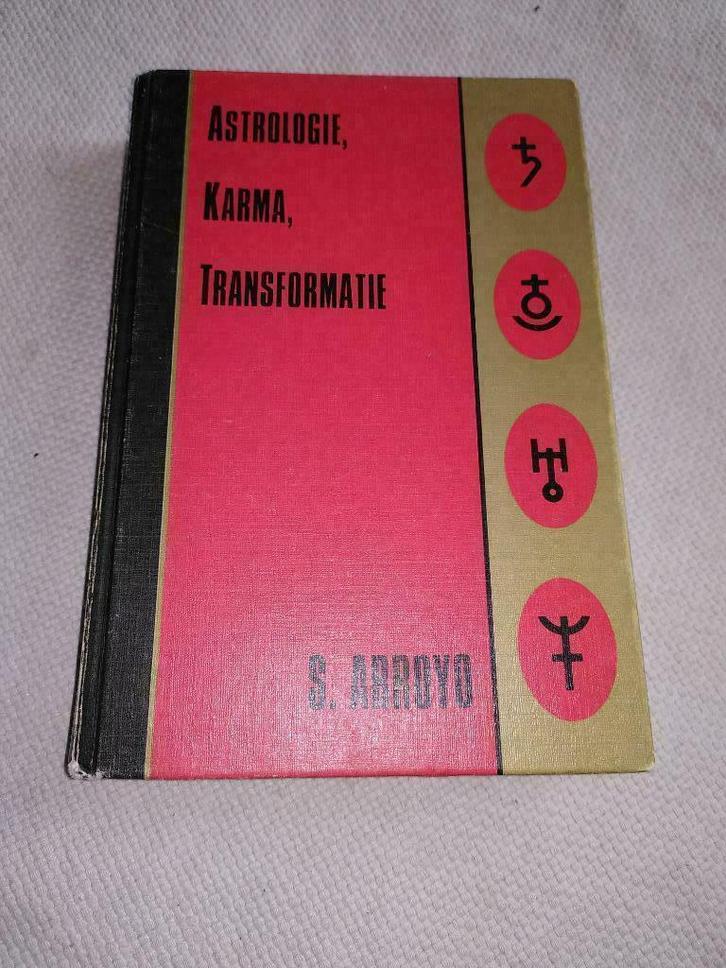 ASTROLOGIE,
KARMA,
TRANSFORMATIE
S. ARROYO